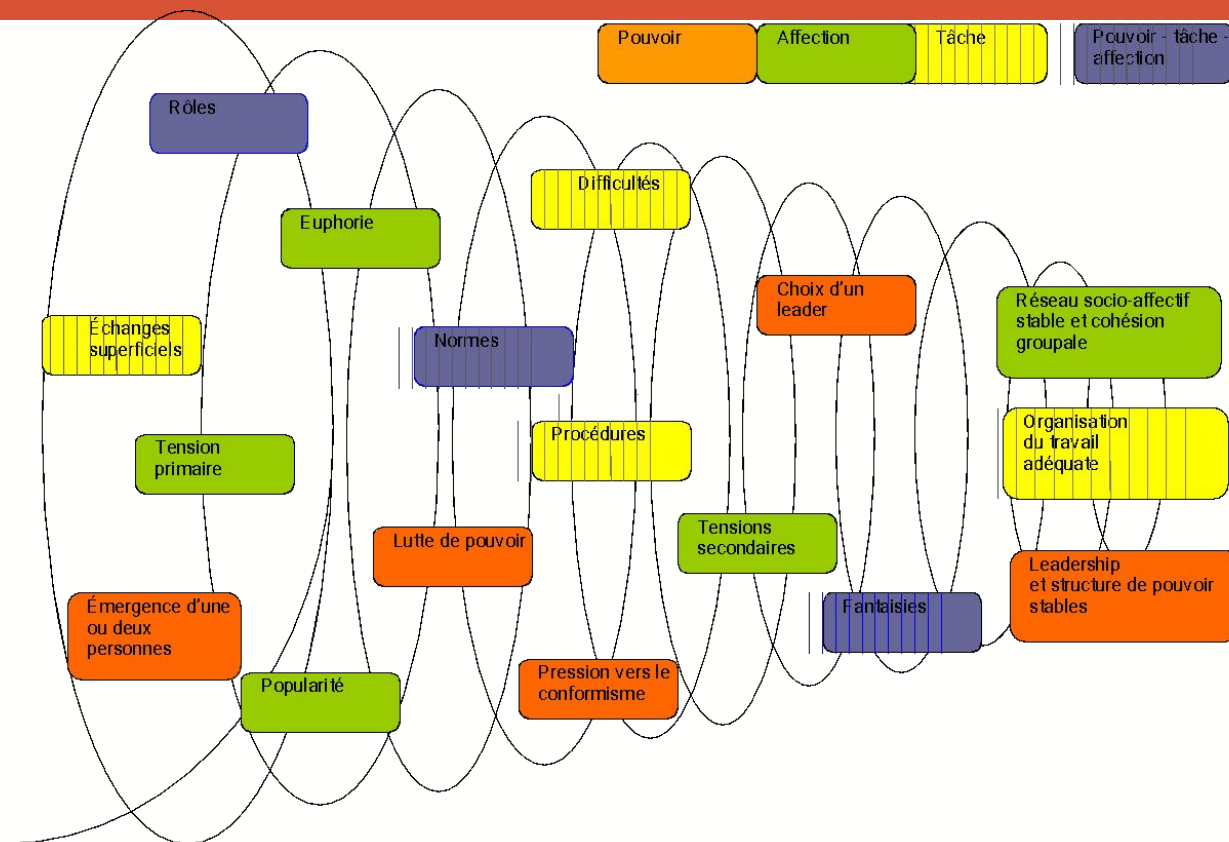 Pouvoir
Affection
Tâche
Pouvoir - tâche -
affection
Rôles
Difficultés
Euphorie
Choix d'un
leader
Réseau socio-affectif
stable et cohésion
groupale
Échanges
superficiels
Normes
Organisation
du travail
adéquate
Procédures
Tension
primaire
Lutte de pouvoir
Tensions
secondaires
Leadership
et structure de pouvoir
stables
Émergence d'une
ou deux
personnes
Fantaisies
Pression vers le
conformisme
Popularité